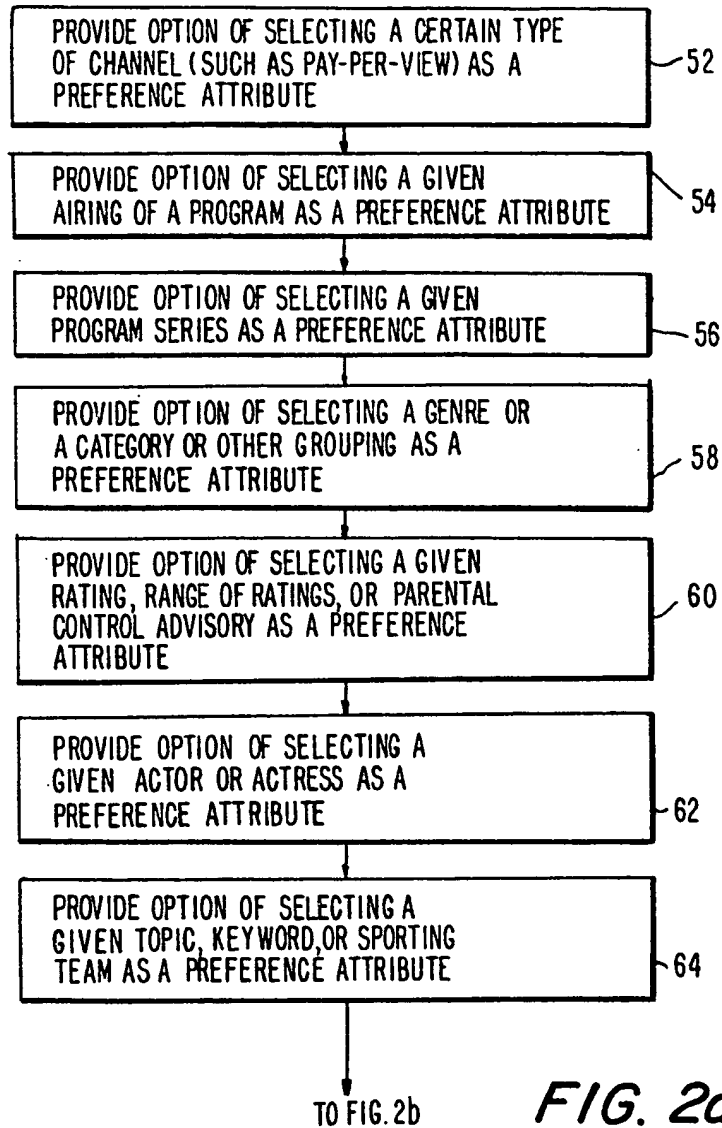 PROVIDE OPTION OF SELECTING A CERTAIN TYPE
OF CHANNEL (SUCH AS PAY-PER-VIEW) AS A
PREFERENCE ATTRIBUTE
52
PROVIDE OPTION OF SELECTING A GIVEN
AIRING OF A PROGRAM AS A PREFERENCE ATTRIBUTE
54
PROVIDE OPTION OF SELECTING A GIVEN
PROGRAM SERIES AS A PREFERENCE ATTRIBUTE
56
PROVIDE OPTION OF SELECTING A GENRE OR
A CATEGORY OR OTHER GROUPING AS A
PREFERENCE ATTRIBUTE
58
PROVIDE OPTION OF SELECTING A GIVEN
RATING, RANGE OF RATINGS, OR PARENTAL
CONTROL ADVISORY AS A PREFERENCE
ATTRIBUTE
60
PROVIDE OPTION OF SELECTING A
GIVEN ACTOR OR ACTRESS AS A
PREFERENCE ATTRIBUTE
62
PROVIDE OPTION OF SELECTING A
GIVEN TOPIC, KEYWORD, OR SPORTING
TEAM AS A PREFERENCE ATTRIBUTE
64
TO FIG. 2b
FIG.